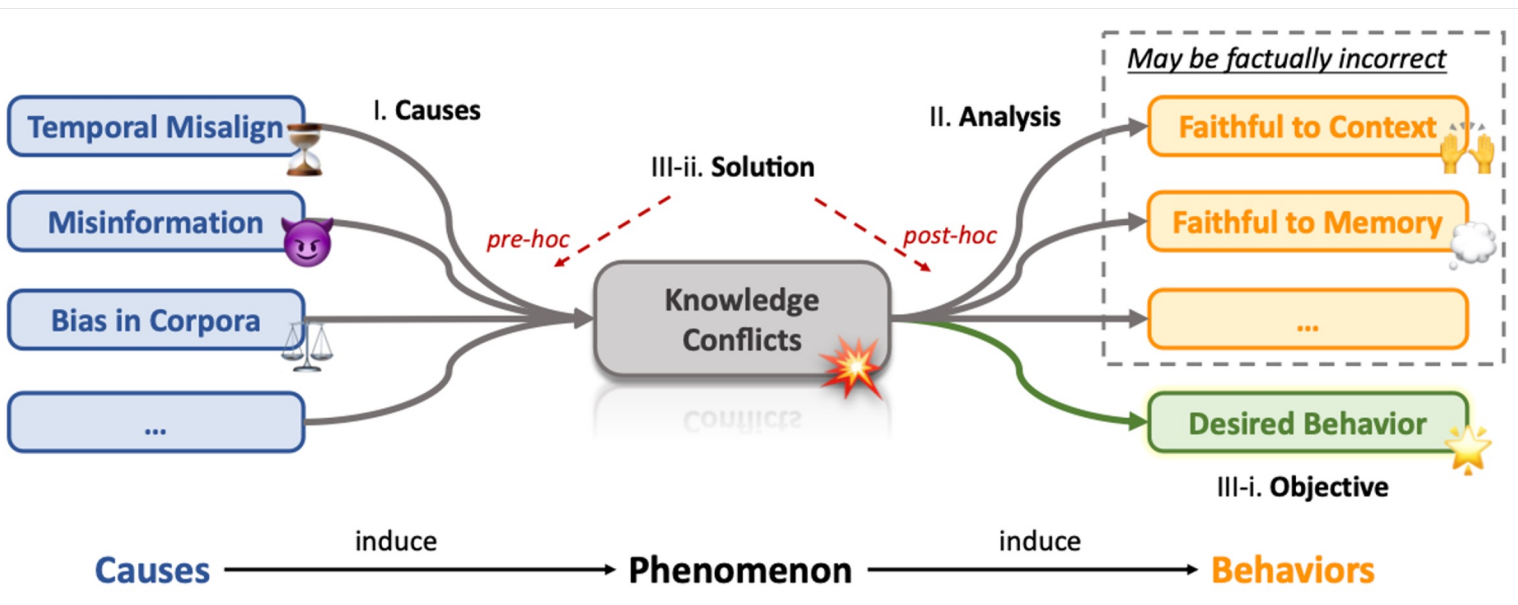 May be factually incorrect
Temporal Misalign
I. Causes
II. Analysis
Faithful to Context
III-ii. Solution
Misinformation
pre-hoc
post-hoc
Faithful to Memory
Bias in Corpora
Knowledge
Conflicts
...
...
Desired Behavior
Conflicts
III-i. Objective
induce
induce
Causes
Phenomenon
Behaviors